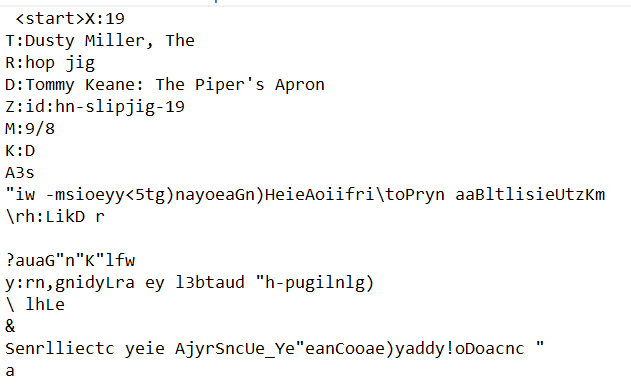 <start>X:19
T:Dusty Miller, The
R:hop jig
D:Tommy Keane: The Piper's Apron
Z:id:hn-slipjig-19
M:9/8
K:D
A3s
"iw -msioeyy<5tg)nayoeaGn)HeieAoiifri\toPryn aaBltlisieUtzKm
\rh:LikD r
?auaG"n"K"lfw
y:rn,gnidyLra ey l3btaud "h-pugilnlg)
\ lhLe
&
Senrlliectc yeie AjyrSncUe_Ye"eanCooae)yaddy!oDoacnc "
a